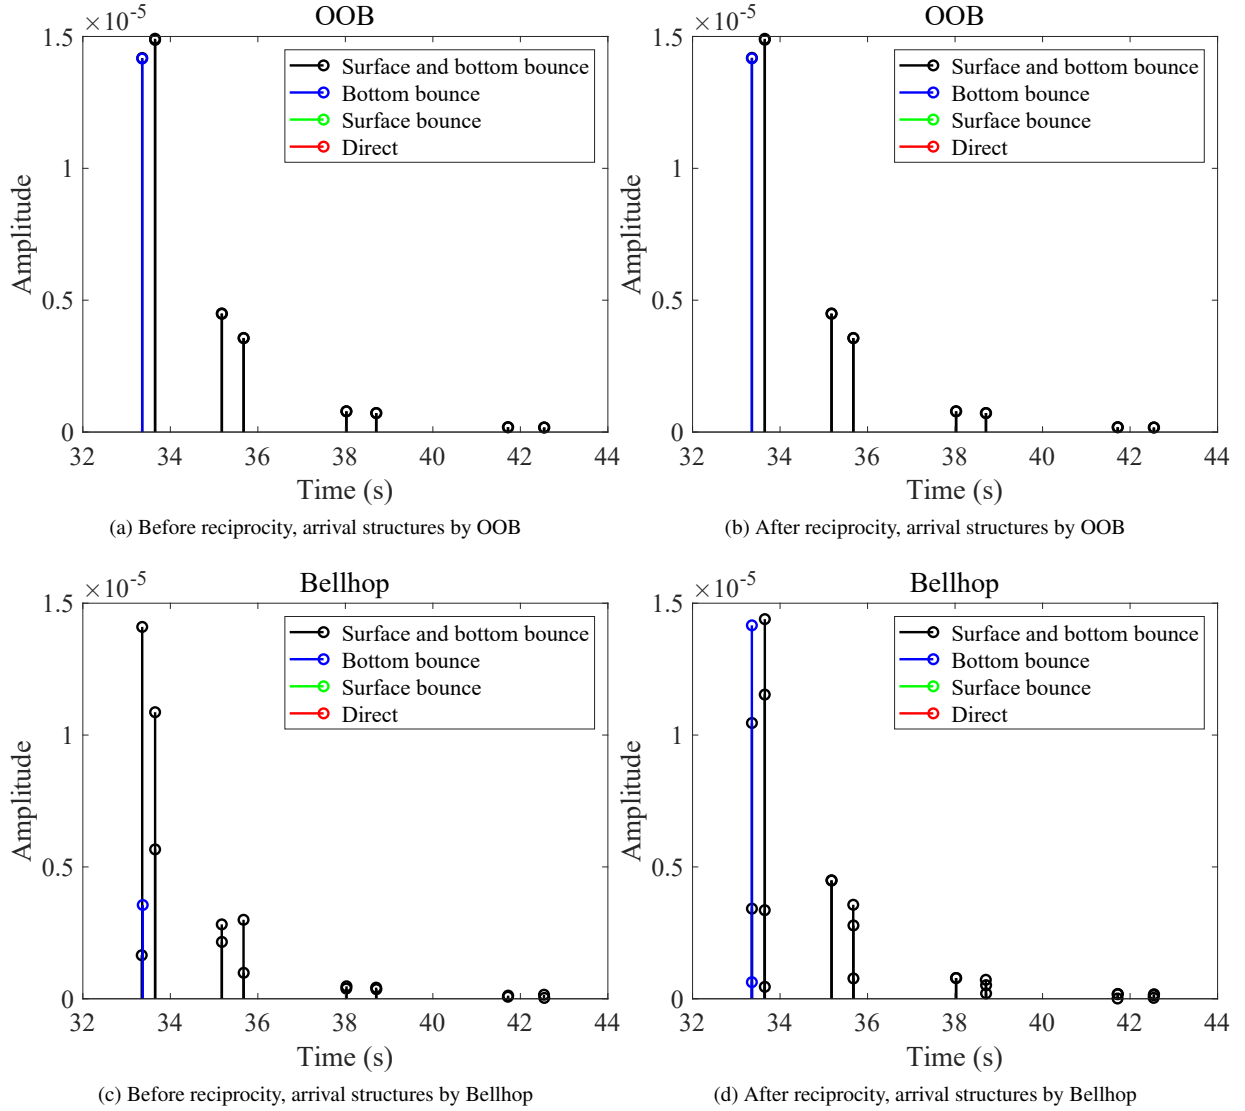 OOB
×10⁻⁵
1.5
1
0.5
0
Amplitude
32 34 36 38 40 42 44
Time (s)
Surface and bottom bounce
Bottom bounce
Surface bounce
Direct
(a) Before reciprocity, arrival structures by OOB
OOB
×10⁻⁵
1.5
1
0.5
0
Amplitude
32 34 36 38 40 42 44
Time (s)
Surface and bottom bounce
Bottom bounce
Surface bounce
Direct
(b) After reciprocity, arrival structures by OOB
Bellhop
×10⁻⁵
1.5
1
0.5
0
Amplitude
32 34 36 38 40 42 44
Time (s)
Surface and bottom bounce
Bottom bounce
Surface bounce
Direct
(c) Before reciprocity, arrival structures by Bellhop
Bellhop
×10⁻⁵
1.5
1
0.5
0
Amplitude
32 34 36 38 40 42 44
Time (s)
Surface and bottom bounce
Bottom bounce
Surface bounce
Direct
(d) After reciprocity, arrival structures by Bellhop